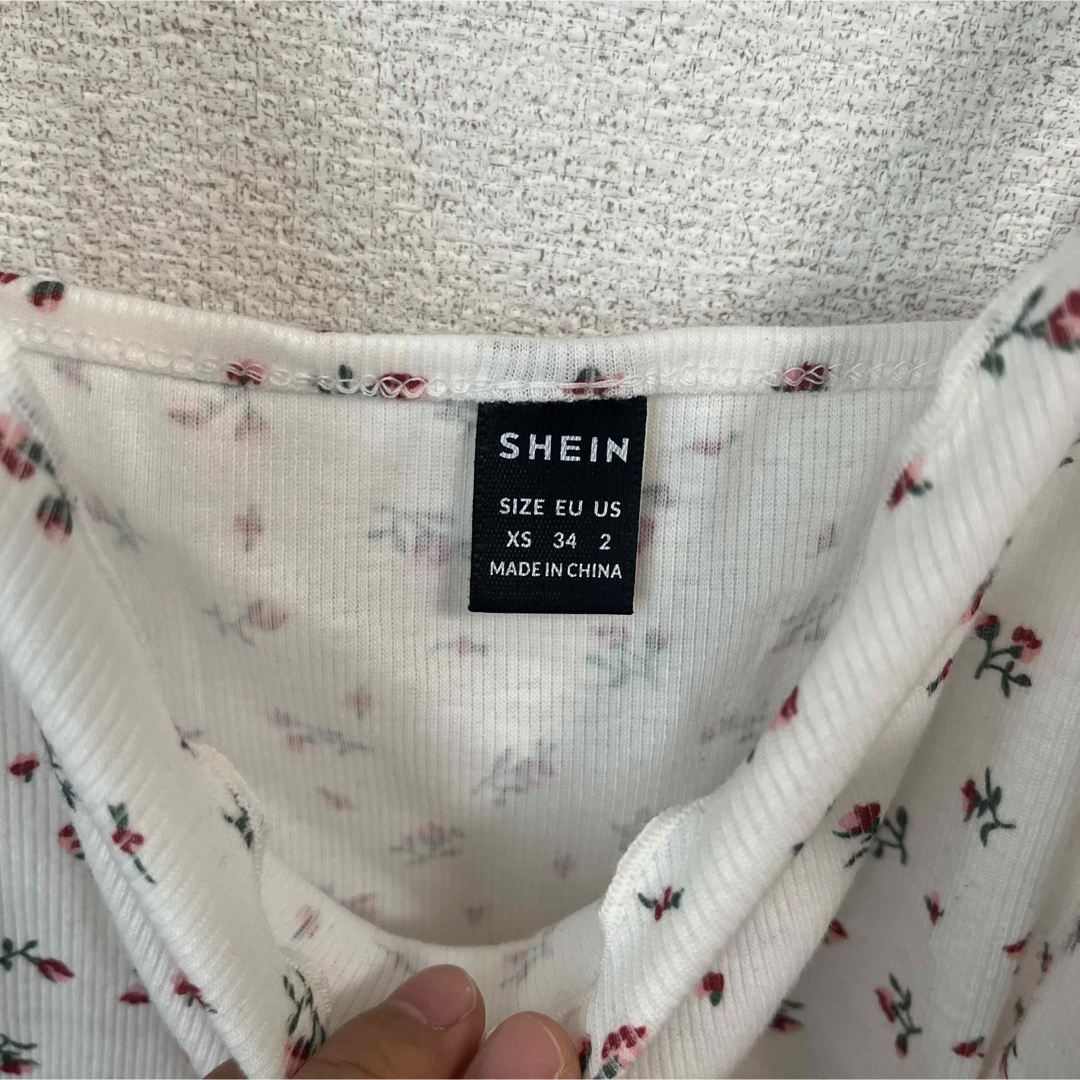 SHEIN
SIZE EU US
XS 34 2
MADE IN CHINA